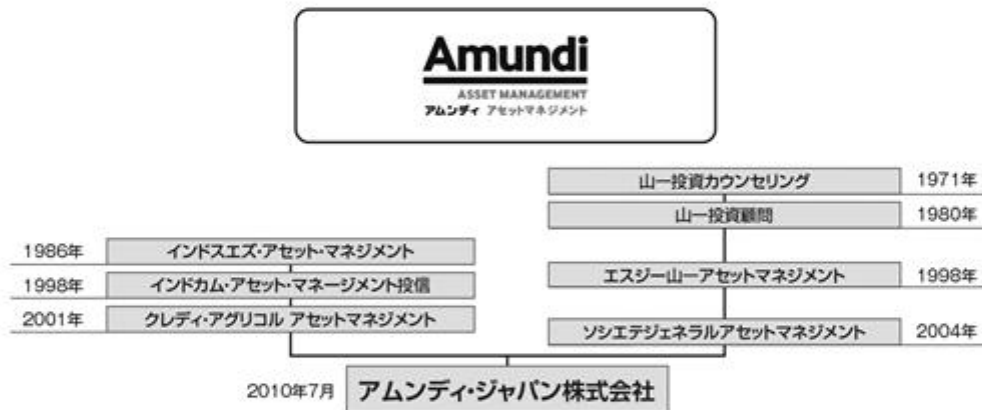 Amundi
ASSET MANAGEMENT
アムンディ アセットマネジメント
山一投資カウンセリング 1971年
山一投資顧問 1980年
1986年 インドスエズ・アセット・マネジメント
1998年 インドカム・アセット・マネージメント投信
エスジー山一アセットマネジメント 1998年
2001年 クレディ・アグリコル アセットマネジメント
ソシエテジェネラルアセットマネジメント 2004年
2010年7月 アムンディ・ジャパン株式会社